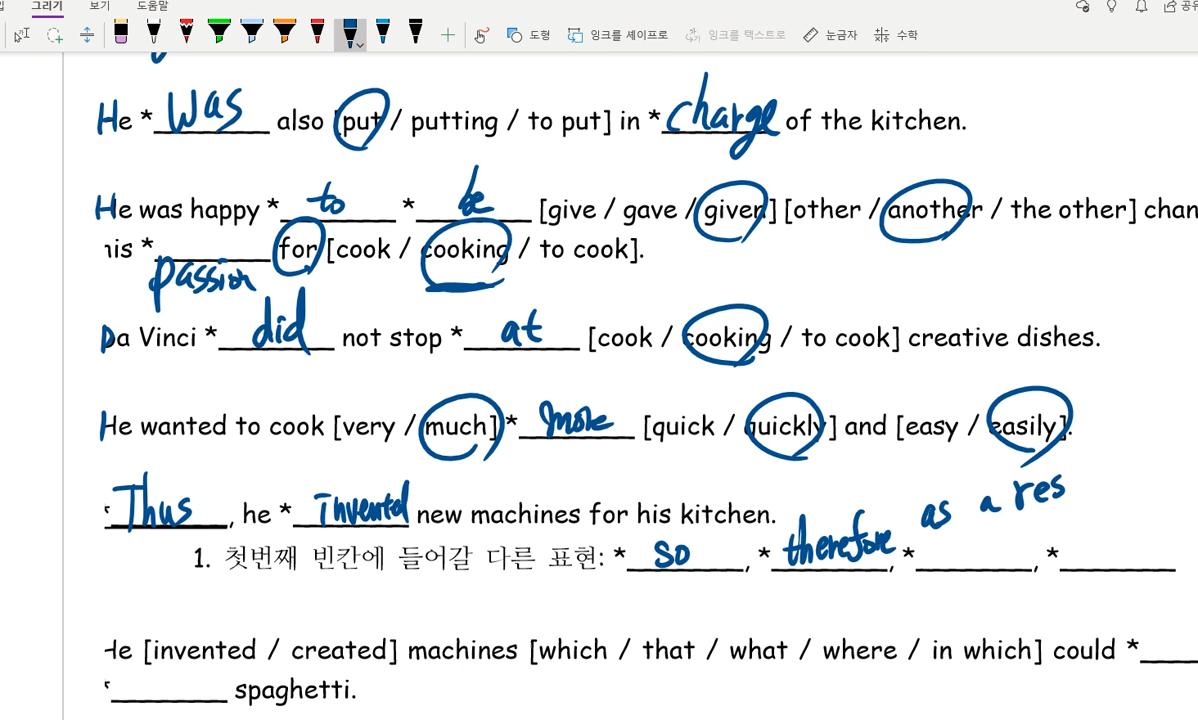 그리기 보기 도움말
공유
도형 잉크를 셰이프로 잉크를 텍스트로 눈금자 수학
He * was also [put / putting / to put] in * charge of the kitchen.
He was happy * to * be [give / gave / given] [other / another / the other] chan
his * passion for [cook / cooking / to cook].
Da Vinci * did not stop * at [cook / cooking / to cook] creative dishes.
He wanted to cook [very / much] * more [quick / quickly] and [easy / easily].
* Thus, he * invented new machines for his kitchen.
as a res
1. 첫번째 빈칸에 들어갈 다른 표현: * so, * therefore, * ________, * ________
He [invented / created] machines [which / that / what / where / in which] could * ____
* ________ spaghetti.